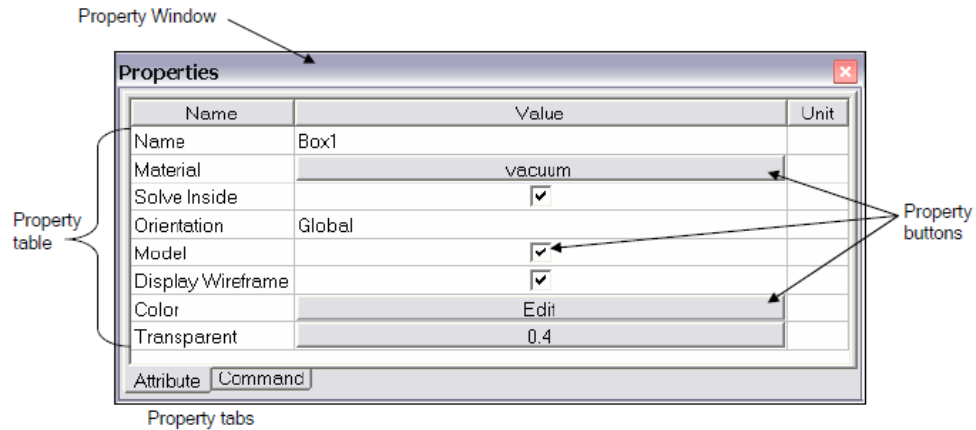 Property Window
Properties
Name Value Unit
Name Box1
Material vacuum
Solve Inside
Orientation Global
Model
Display Wireframe
Color Edit
Transparent 0.4
Attribute Command
Property table
Property buttons
Property tabs